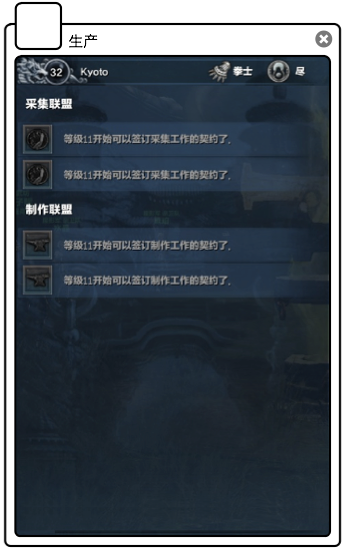 生产
32 Kyoto 拳士 尽
采集联盟
等级11开始可以签订采集工作的契约了.
等级11开始可以签订采集工作的契约了.
制作联盟
等级11开始可以签订制作工作的契约了.
等级11开始可以签订制作工作的契约了.